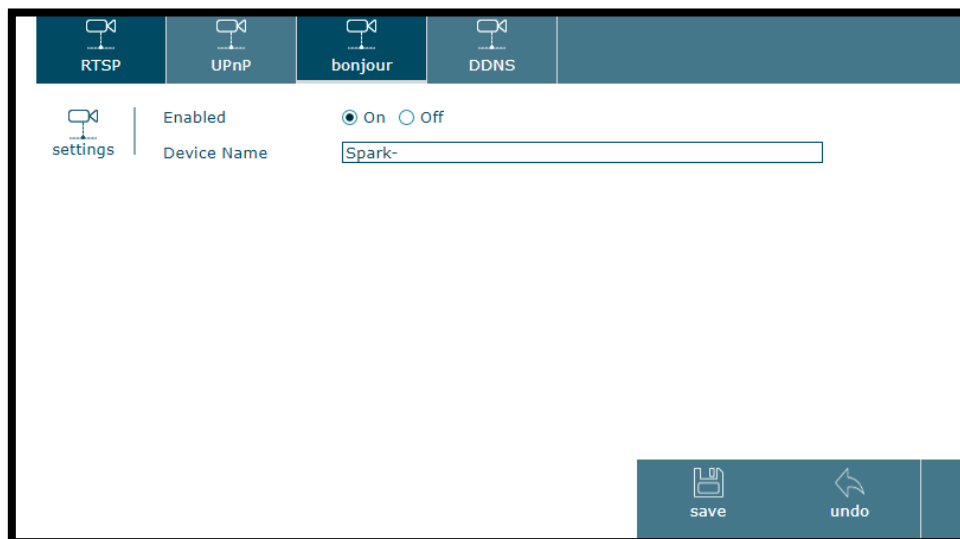 RTSP UPnP bonjour DDNS
Enabled On Off
settings
Device Name Spark-
save undo